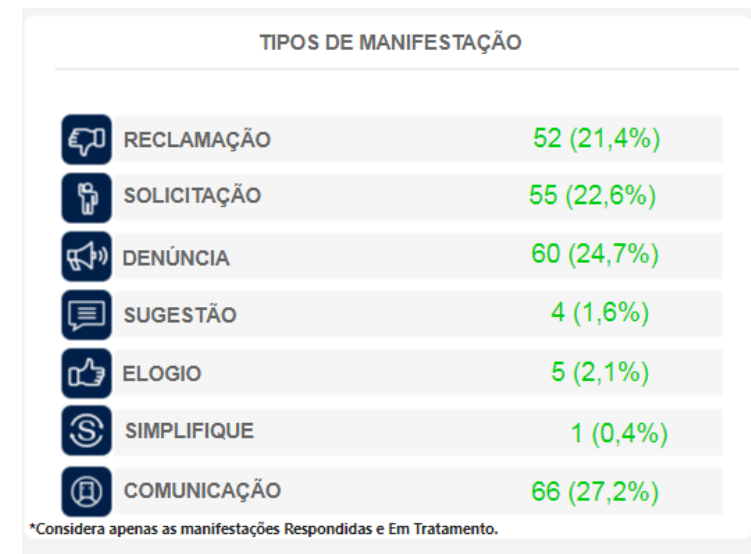 TIPOS DE MANIFESTAÇÃO
RECLAMAÇÃO 52 (21,4%)
SOLICITAÇÃO 55 (22,6%)
DENÚNCIA 60 (24,7%)
SUGESTÃO 4 (1,6%)
ELOGIO 5 (2,1%)
SIMPLIFIQUE 1 (0,4%)
COMUNICAÇÃO 66 (27,2%)
*Considera apenas as manifestações Respondidas e Em Tratamento.